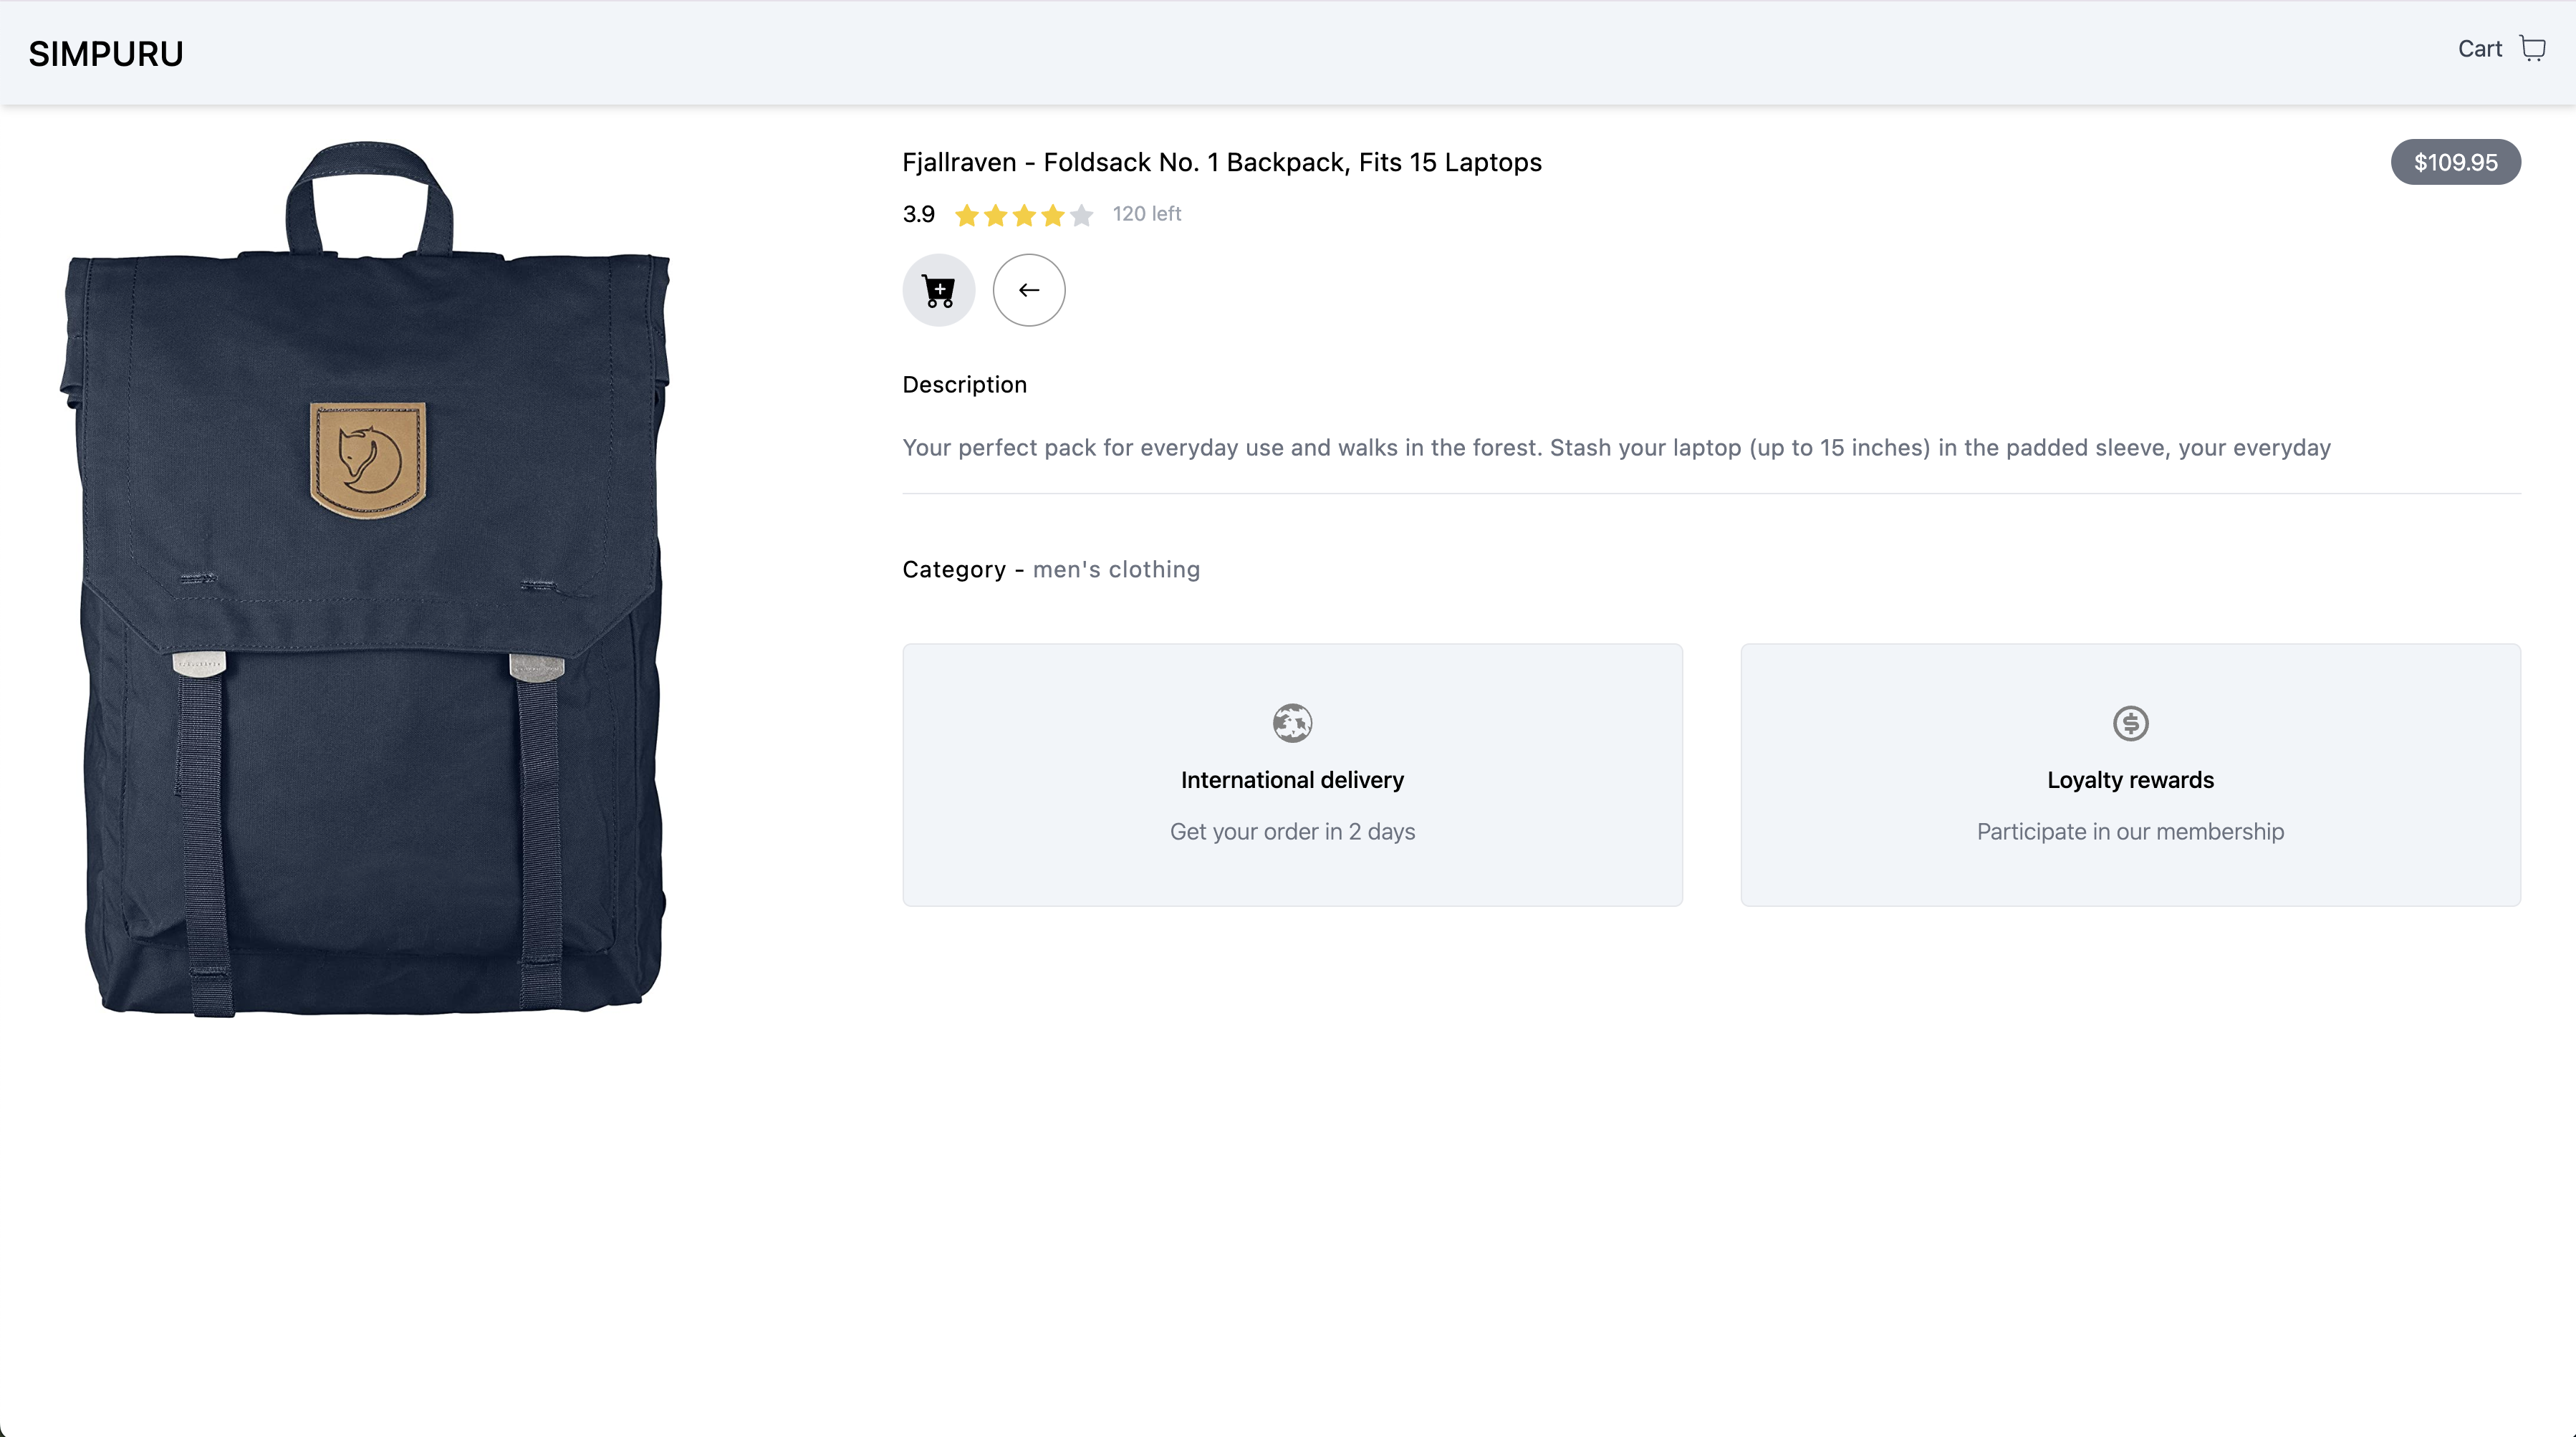 SIMPURU
Cart
Fjallraven - Foldsack No. 1 Backpack, Fits 15 Laptops
$109.95
3.9
120 left
Description
Your perfect pack for everyday use and walks in the forest. Stash your laptop (up to 15 inches) in the padded sleeve, your everyday
Category - men's clothing
International delivery
Get your order in 2 days
Loyalty rewards
Participate in our membership